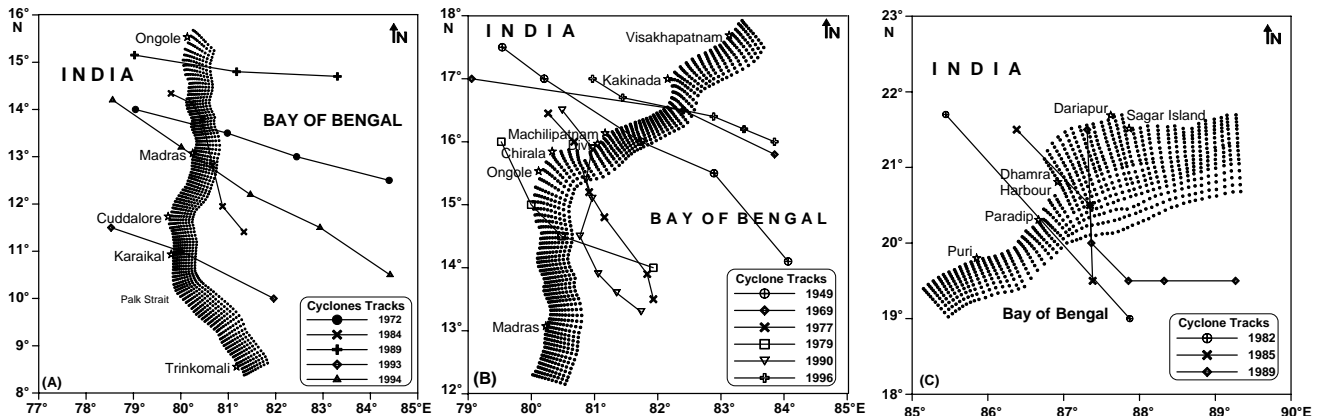 16°
N
15°
14°
13°
12°
11°
10°
9°
8°
77°
78°
79°
80°
81°
82°
83°
84°
85°E
IN
Ongole
INDIA
BAY OF BENGAL
Madras
Cuddalore
Karaikal
Palk Strait
Trinkomali
(A)
Cyclones Tracks
1972
1984
1989
1993
1994
18°
N
17°
16°
15°
14°
13°
12°
79°
80°
81°
82°
83°
84°
85°E
IN
INDIA
Visakhapatnam
Kakinada
Machilipatnam
Chirala
Ongole
BAY OF BENGAL
Madras
(B)
Cyclone Tracks
1949
1969
1977
1979
1990
1996
23°
N
22°
21°
20°
19°
18°
85°
86°
87°
88°
89°
90°E
IN
INDIA
Dariapur
Sagar Island
Dhamra
Harbour
Paradip
Puri
Bay of Bengal
(C)
Cyclone Tracks
1982
1985
1989